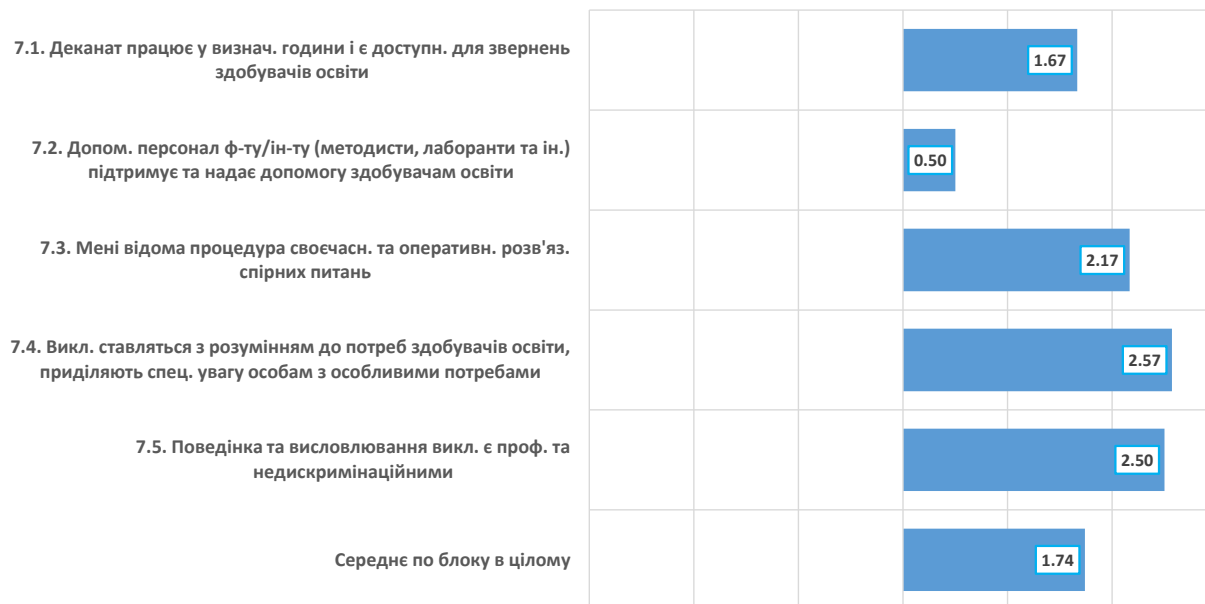 7.1. Деканат працює у визнач. години і є доступн. для звернень
здобувачів освіти
1.67
7.2. Допом. персонал ф-ту/ін-ту (методисти, лаборанти та ін.)
підтримує та надає допомогу здобувачам освіти
0.50
7.3. Мені відома процедура своєчасн. та оперативн. розв'яз.
спірних питань
2.17
7.4. Викл. ставляться з розумінням до потреб здобувачів освіти,
приділяють спец. увагу особам з особливими потребами
2.57
7.5. Поведінка та висловлювання викл. є проф. та
недискримінаційними
2.50
Середнє по блоку в цілому
1.74